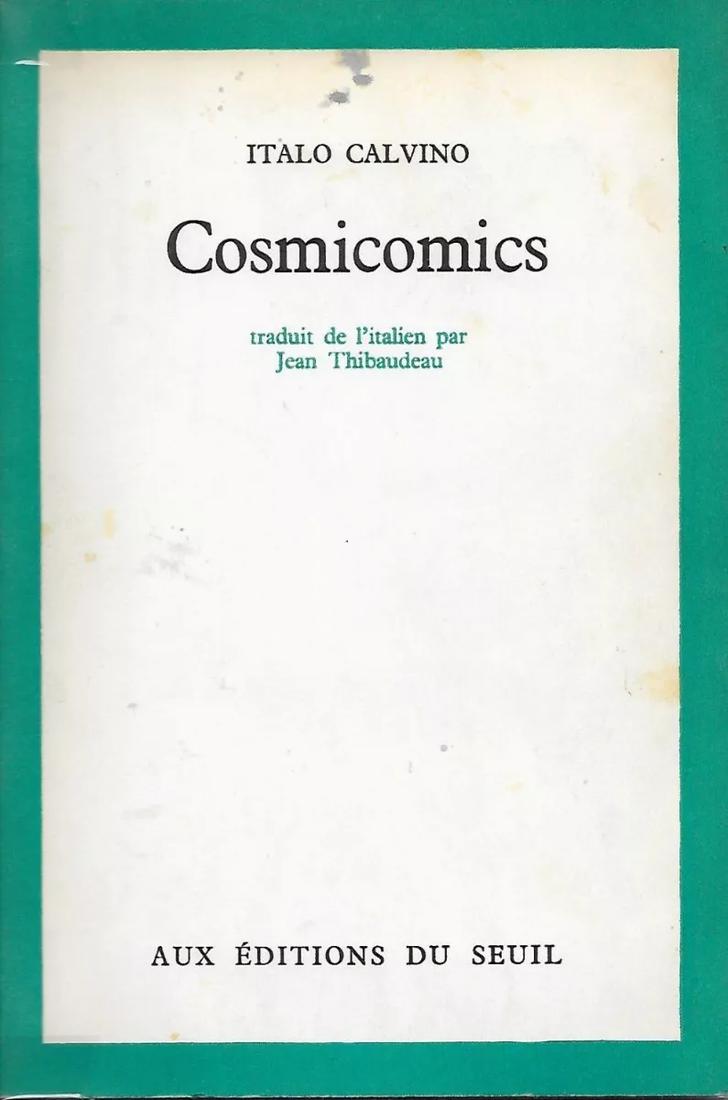 ITALO CALVINO
Cosmicomics
traduit de l'italien par
Jean Thibaudeau
AUX ÉDITIONS DU SEUIL